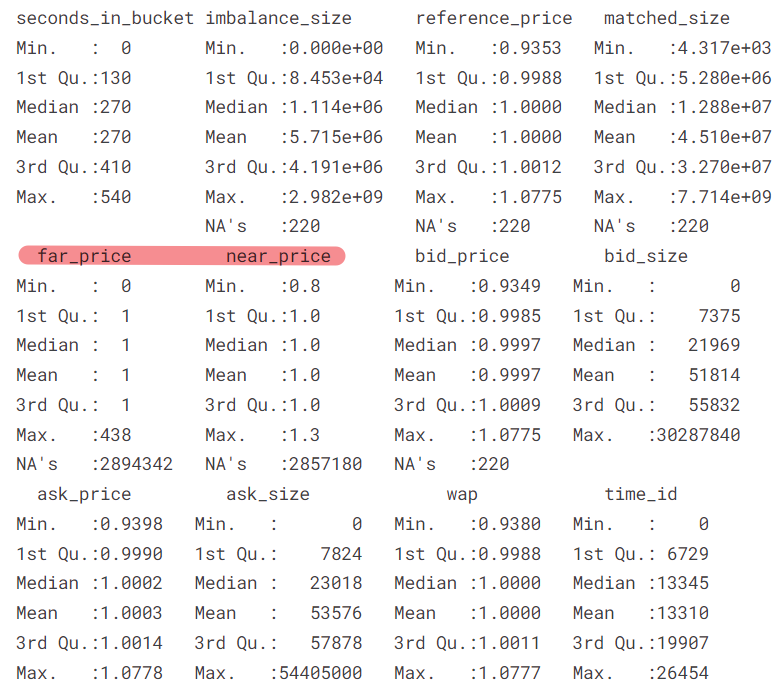 seconds_in_bucket imbalance_size reference_price matched_size
Min. : 0 Min. :0.000e+00 Min. :0.9353 Min. :4.317e+03
1st Qu.:130 1st Qu.:8.453e+04 1st Qu.:0.9988 1st Qu.:5.280e+06
Median :270 Median :1.114e+06 Median :1.0000 Median :1.288e+07
Mean :270 Mean :5.715e+06 Mean :1.0000 Mean :4.510e+07
3rd Qu.:410 3rd Qu.:4.191e+06 3rd Qu.:1.0012 3rd Qu.:3.270e+07
Max. :540 Max. :2.982e+09 Max. :1.0775 Max. :7.714e+09
NA's :220 NA's :220 NA's :220
far_price near_price bid_price bid_size
Min. : 0 Min. :0.8 Min. :0.9349 Min. : 0
1st Qu.: 1 1st Qu.:1.0 1st Qu.:0.9985 1st Qu.: 7375
Median : 1 Median :1.0 Median :0.9997 Median : 21969
Mean : 1 Mean :1.0 Mean :0.9997 Mean : 51814
3rd Qu.: 1 3rd Qu.:1.0 3rd Qu.:1.0009 3rd Qu.: 55832
Max. :438 Max. :1.3 Max. :1.0775 Max. :30287840
NA's :2894342 NA's :2857180 NA's :220
ask_price ask_size wap time_id
Min. :0.9398 Min. : 0 Min. :0.9380 Min. : 0
1st Qu.:0.9990 1st Qu.: 7824 1st Qu.:0.9988 1st Qu.: 6729
Median :1.0002 Median : 23018 Median :1.0000 Median :13345
Mean :1.0003 Mean : 53576 Mean :1.0000 Mean :13310
3rd Qu.:1.0014 3rd Qu.: 57878 3rd Qu.:1.0011 3rd Qu.:19907
Max. :1.0778 Max. :54405000 Max. :1.0777 Max. :26454